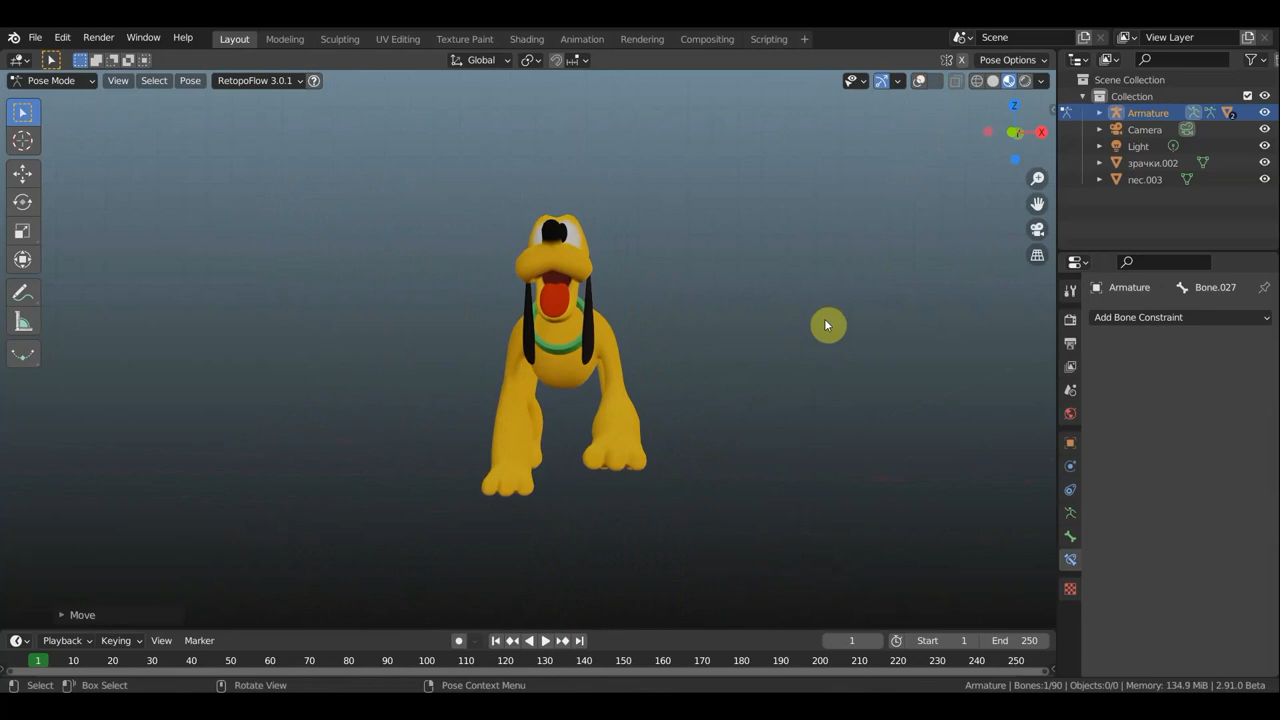 File Edit Render Window Help Layout Modeling Sculpting UV Editing Texture Paint Shading Animation Rendering Compositing Scripting + Scene View Layer
Global Pose Options
Pose Mode View Select Pose RetopoFlow 3.0.1
Scene Collection
Collection
Armature
Camera
Light
зрачки.002
пес.003
Z
X
Armature Bone.027
Add Bone Constraint
Move
Playback Keying View Marker 1 Start 1 End 250
1 10 20 30 40 50 60 70 80 90 100 110 120 130 140 150 160 170 180 190 200 210 220 230 240 250
Select Box Select Rotate View Pose Context Menu Armature | Bones:1/90 | Objects:0/0 | Memory: 134.9 MiB | 2.91.0 Beta